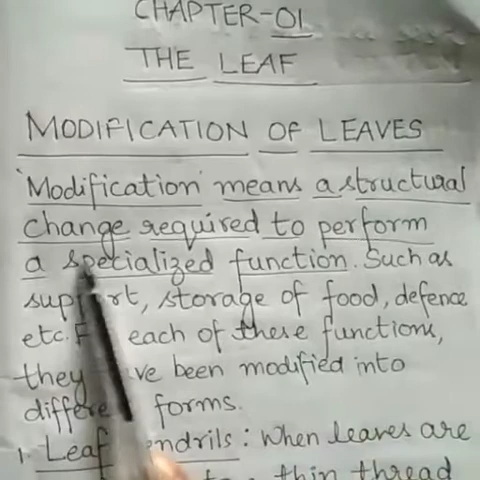 CHAPTER-01
THE LEAF
MODIFICATION OF LEAVES
'Modification' means a structural
change required to perform
a specialized function. Such as
support, storage of food, defence
etc. each of these functions,
they been modified into
forms.
1. Leaf : When leaves are
thin thread